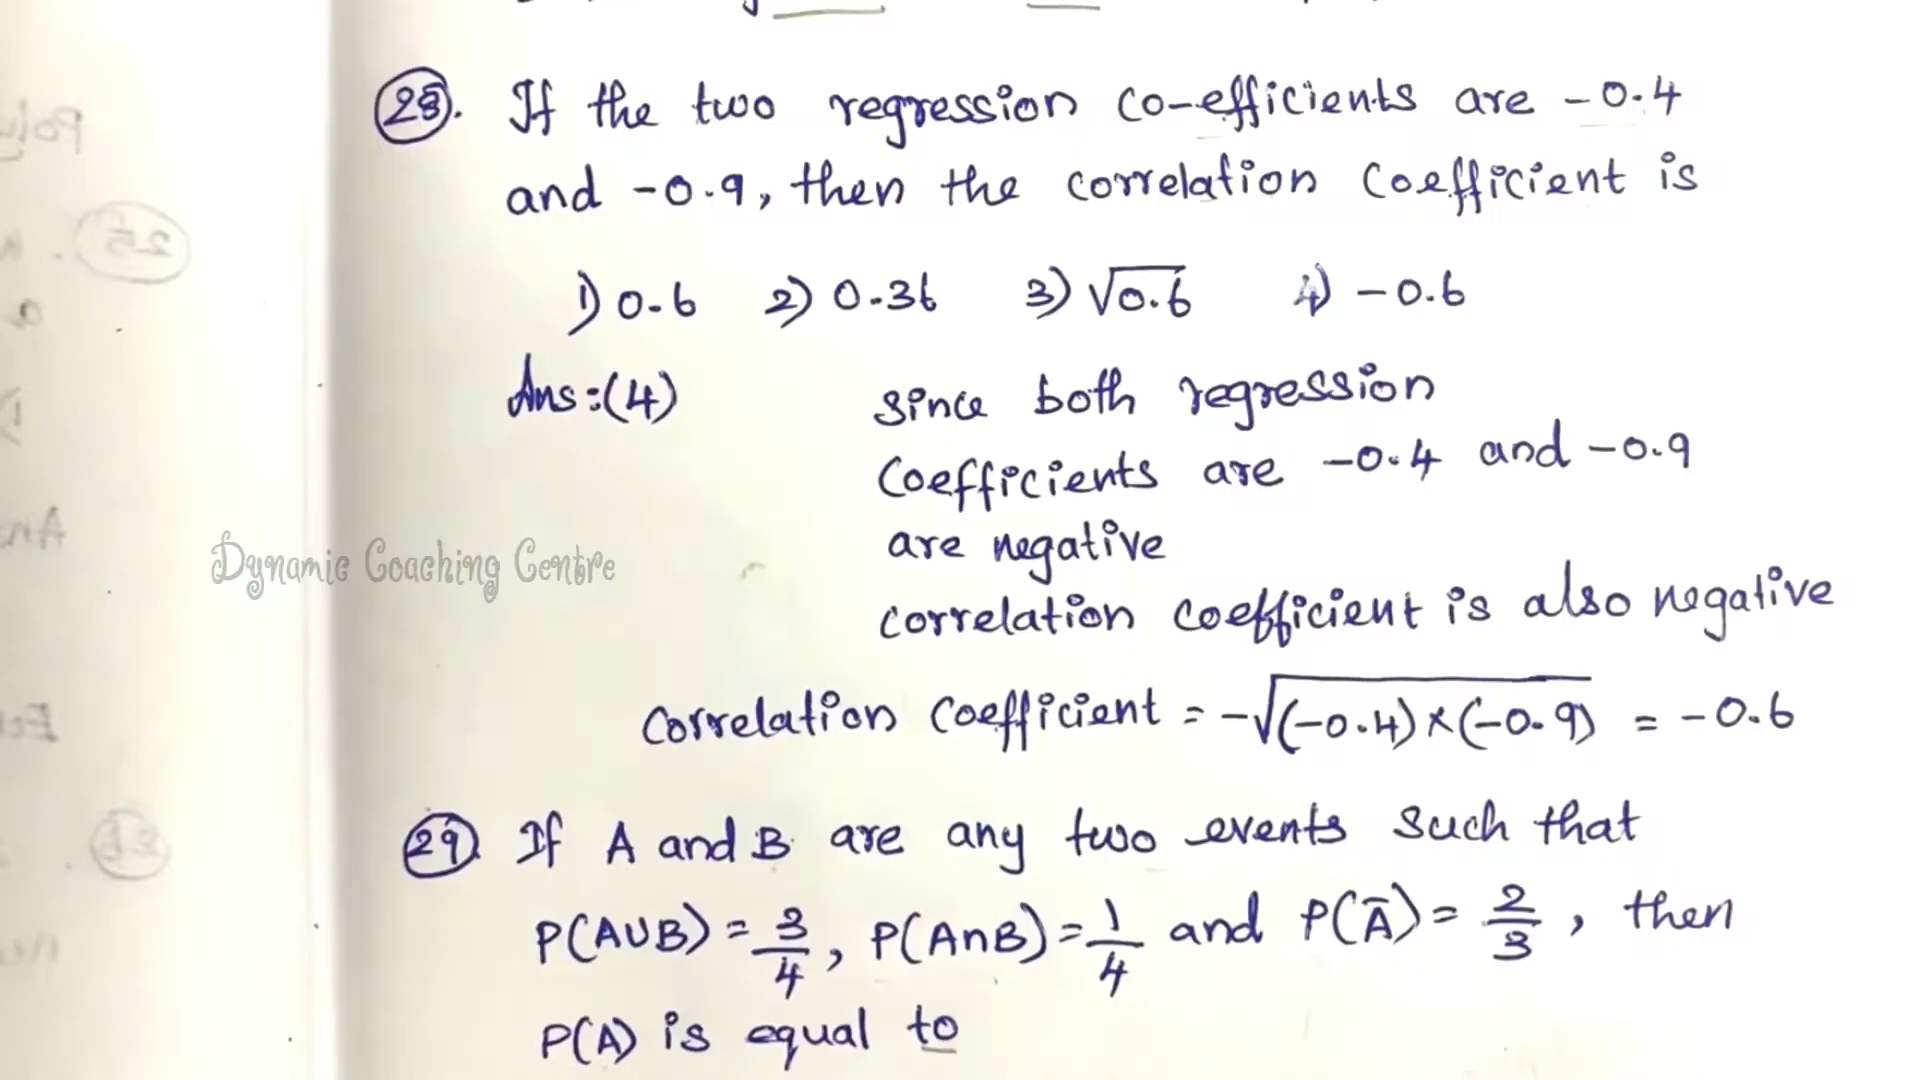 28. If the two regression co-efficients are -0.4
and -0.9, then the correlation coefficient is
1) 0.6 2) 0.36 3) √0.6 4) -0.6
Ans:(4) since both regression
coefficients are -0.4 and -0.9
are negative
Dynamic Coaching Centre
correlation coefficient is also negative
correlation coefficient = -√(-0.4)×(-0.9) = -0.6
29 If A and B are any two events such that
P(A∪B) = 3/4, P(A∩B) = 1/4 and P(Ā) = 2/3, then
P(A) is equal to